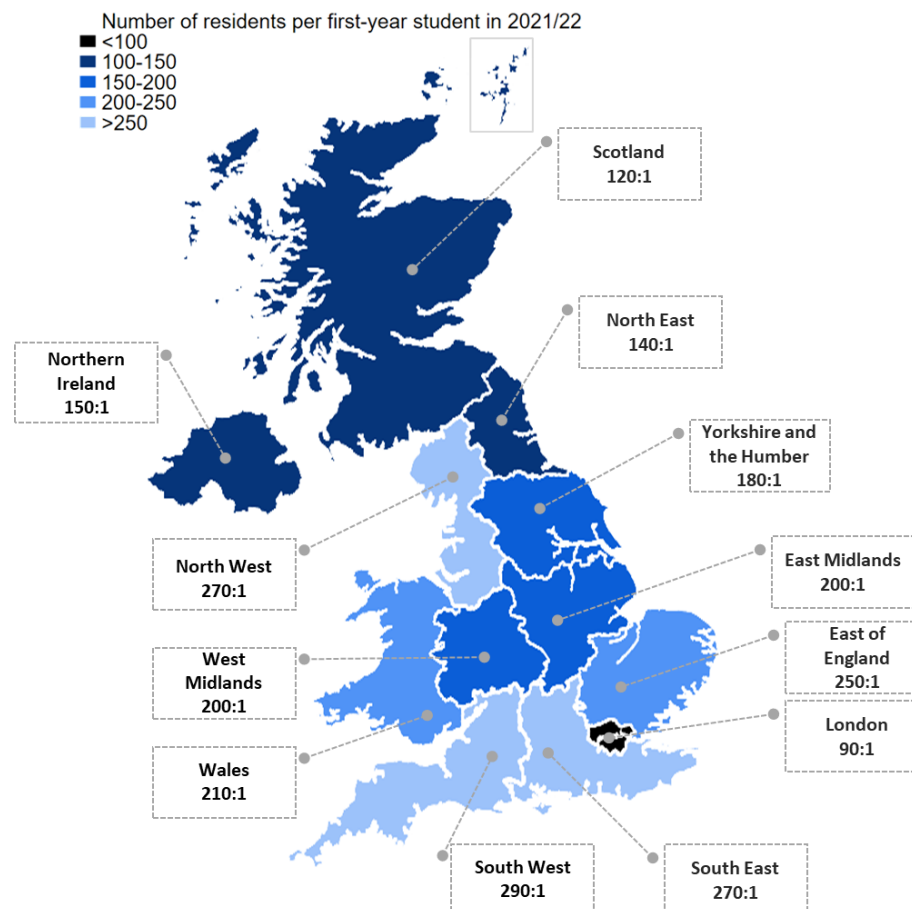 Number of residents per first-year student in 2021/22
<100
100-150
150-200
200-250
>250
Scotland
120:1
North East
140:1
Northern
Ireland
150:1
Yorkshire and
the Humber
180:1
North West
270:1
East Midlands
200:1
East of
England
250:1
West
Midlands
200:1
London
90:1
Wales
210:1
South West
290:1
South East
270:1